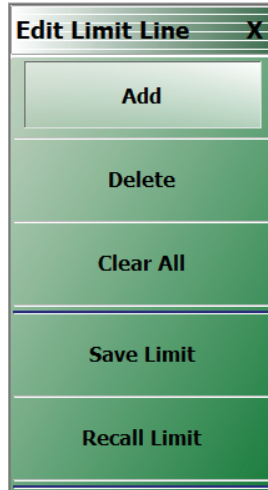 Edit Limit Line X
Add
Delete
Clear All
Save Limit
Recall Limit